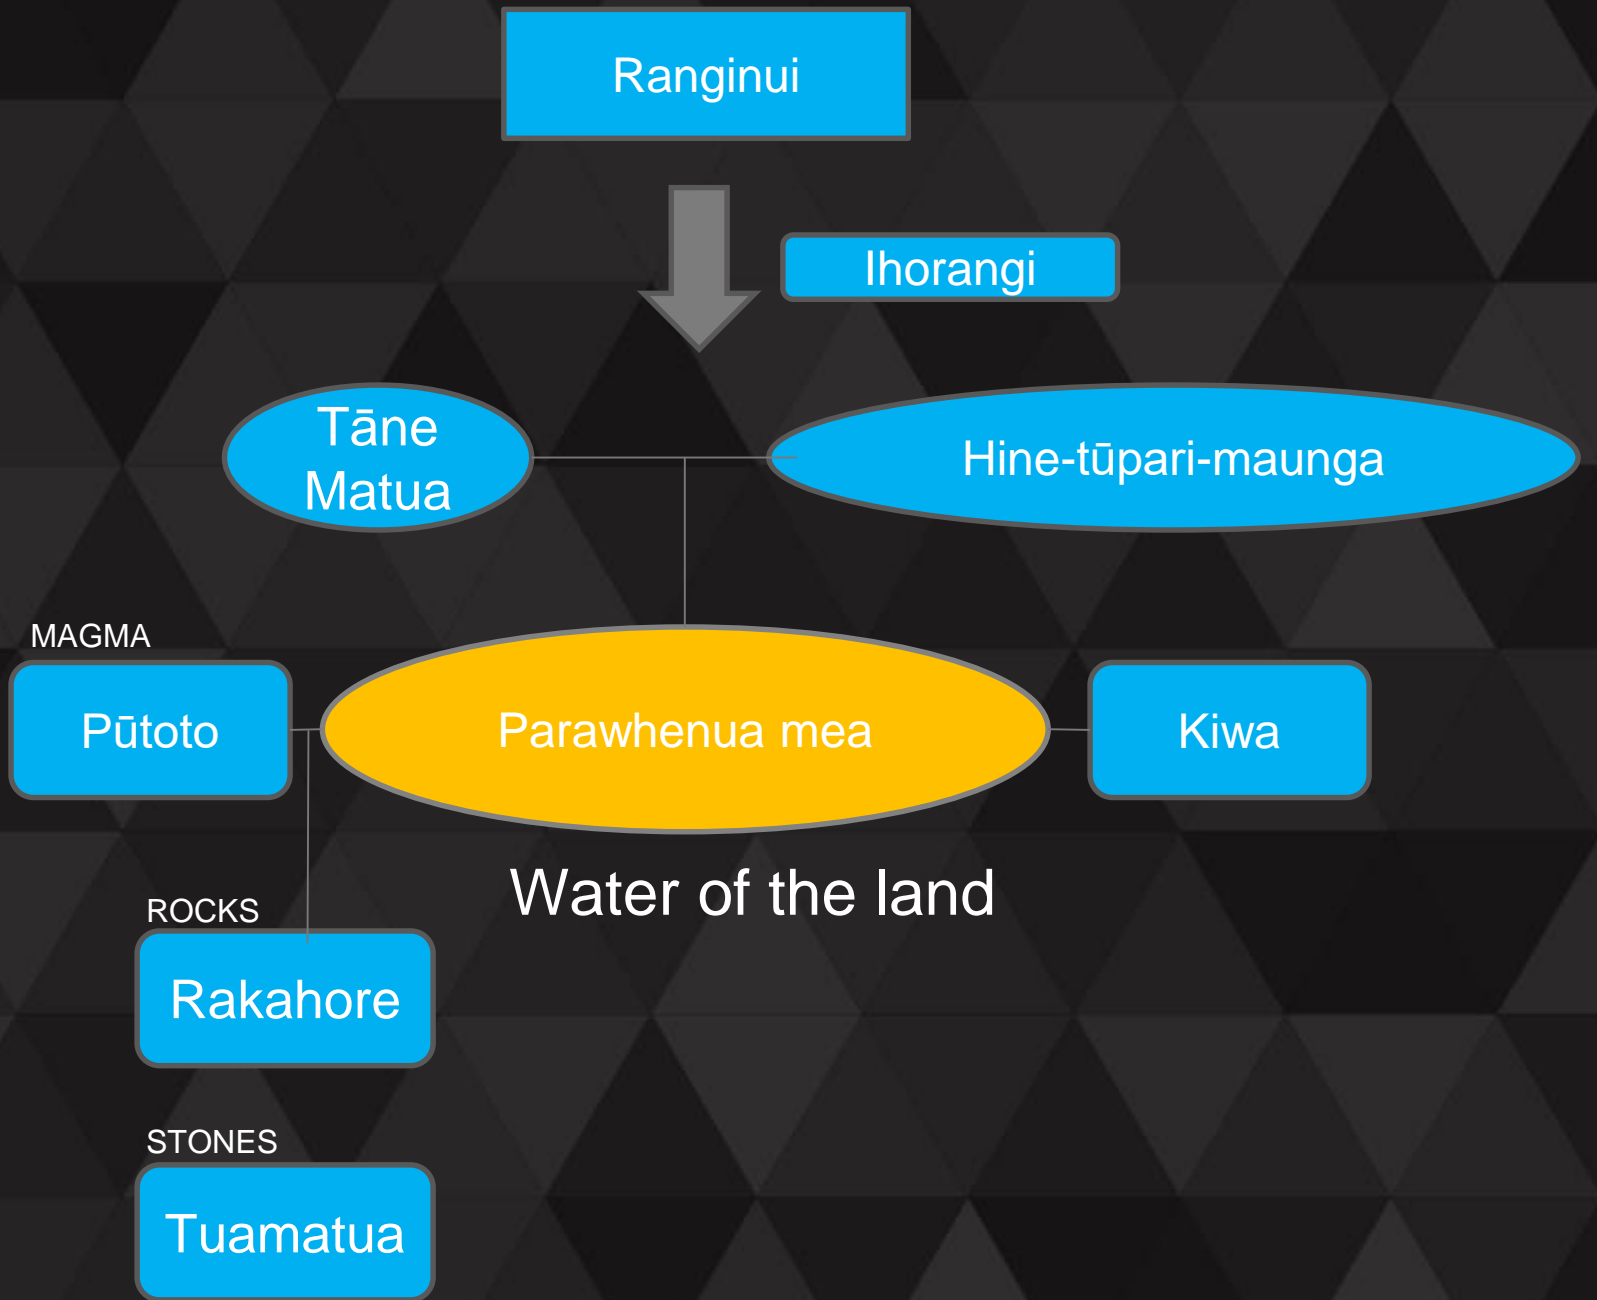 Ranginui
Ihorangi
Tāne
Matua
Hine-tūpari-maunga
MAGMA
Pūtoto
Parawhenua mea
Kiwa
Water of the land
ROCKS
Rakahore
STONES
Tuamatua